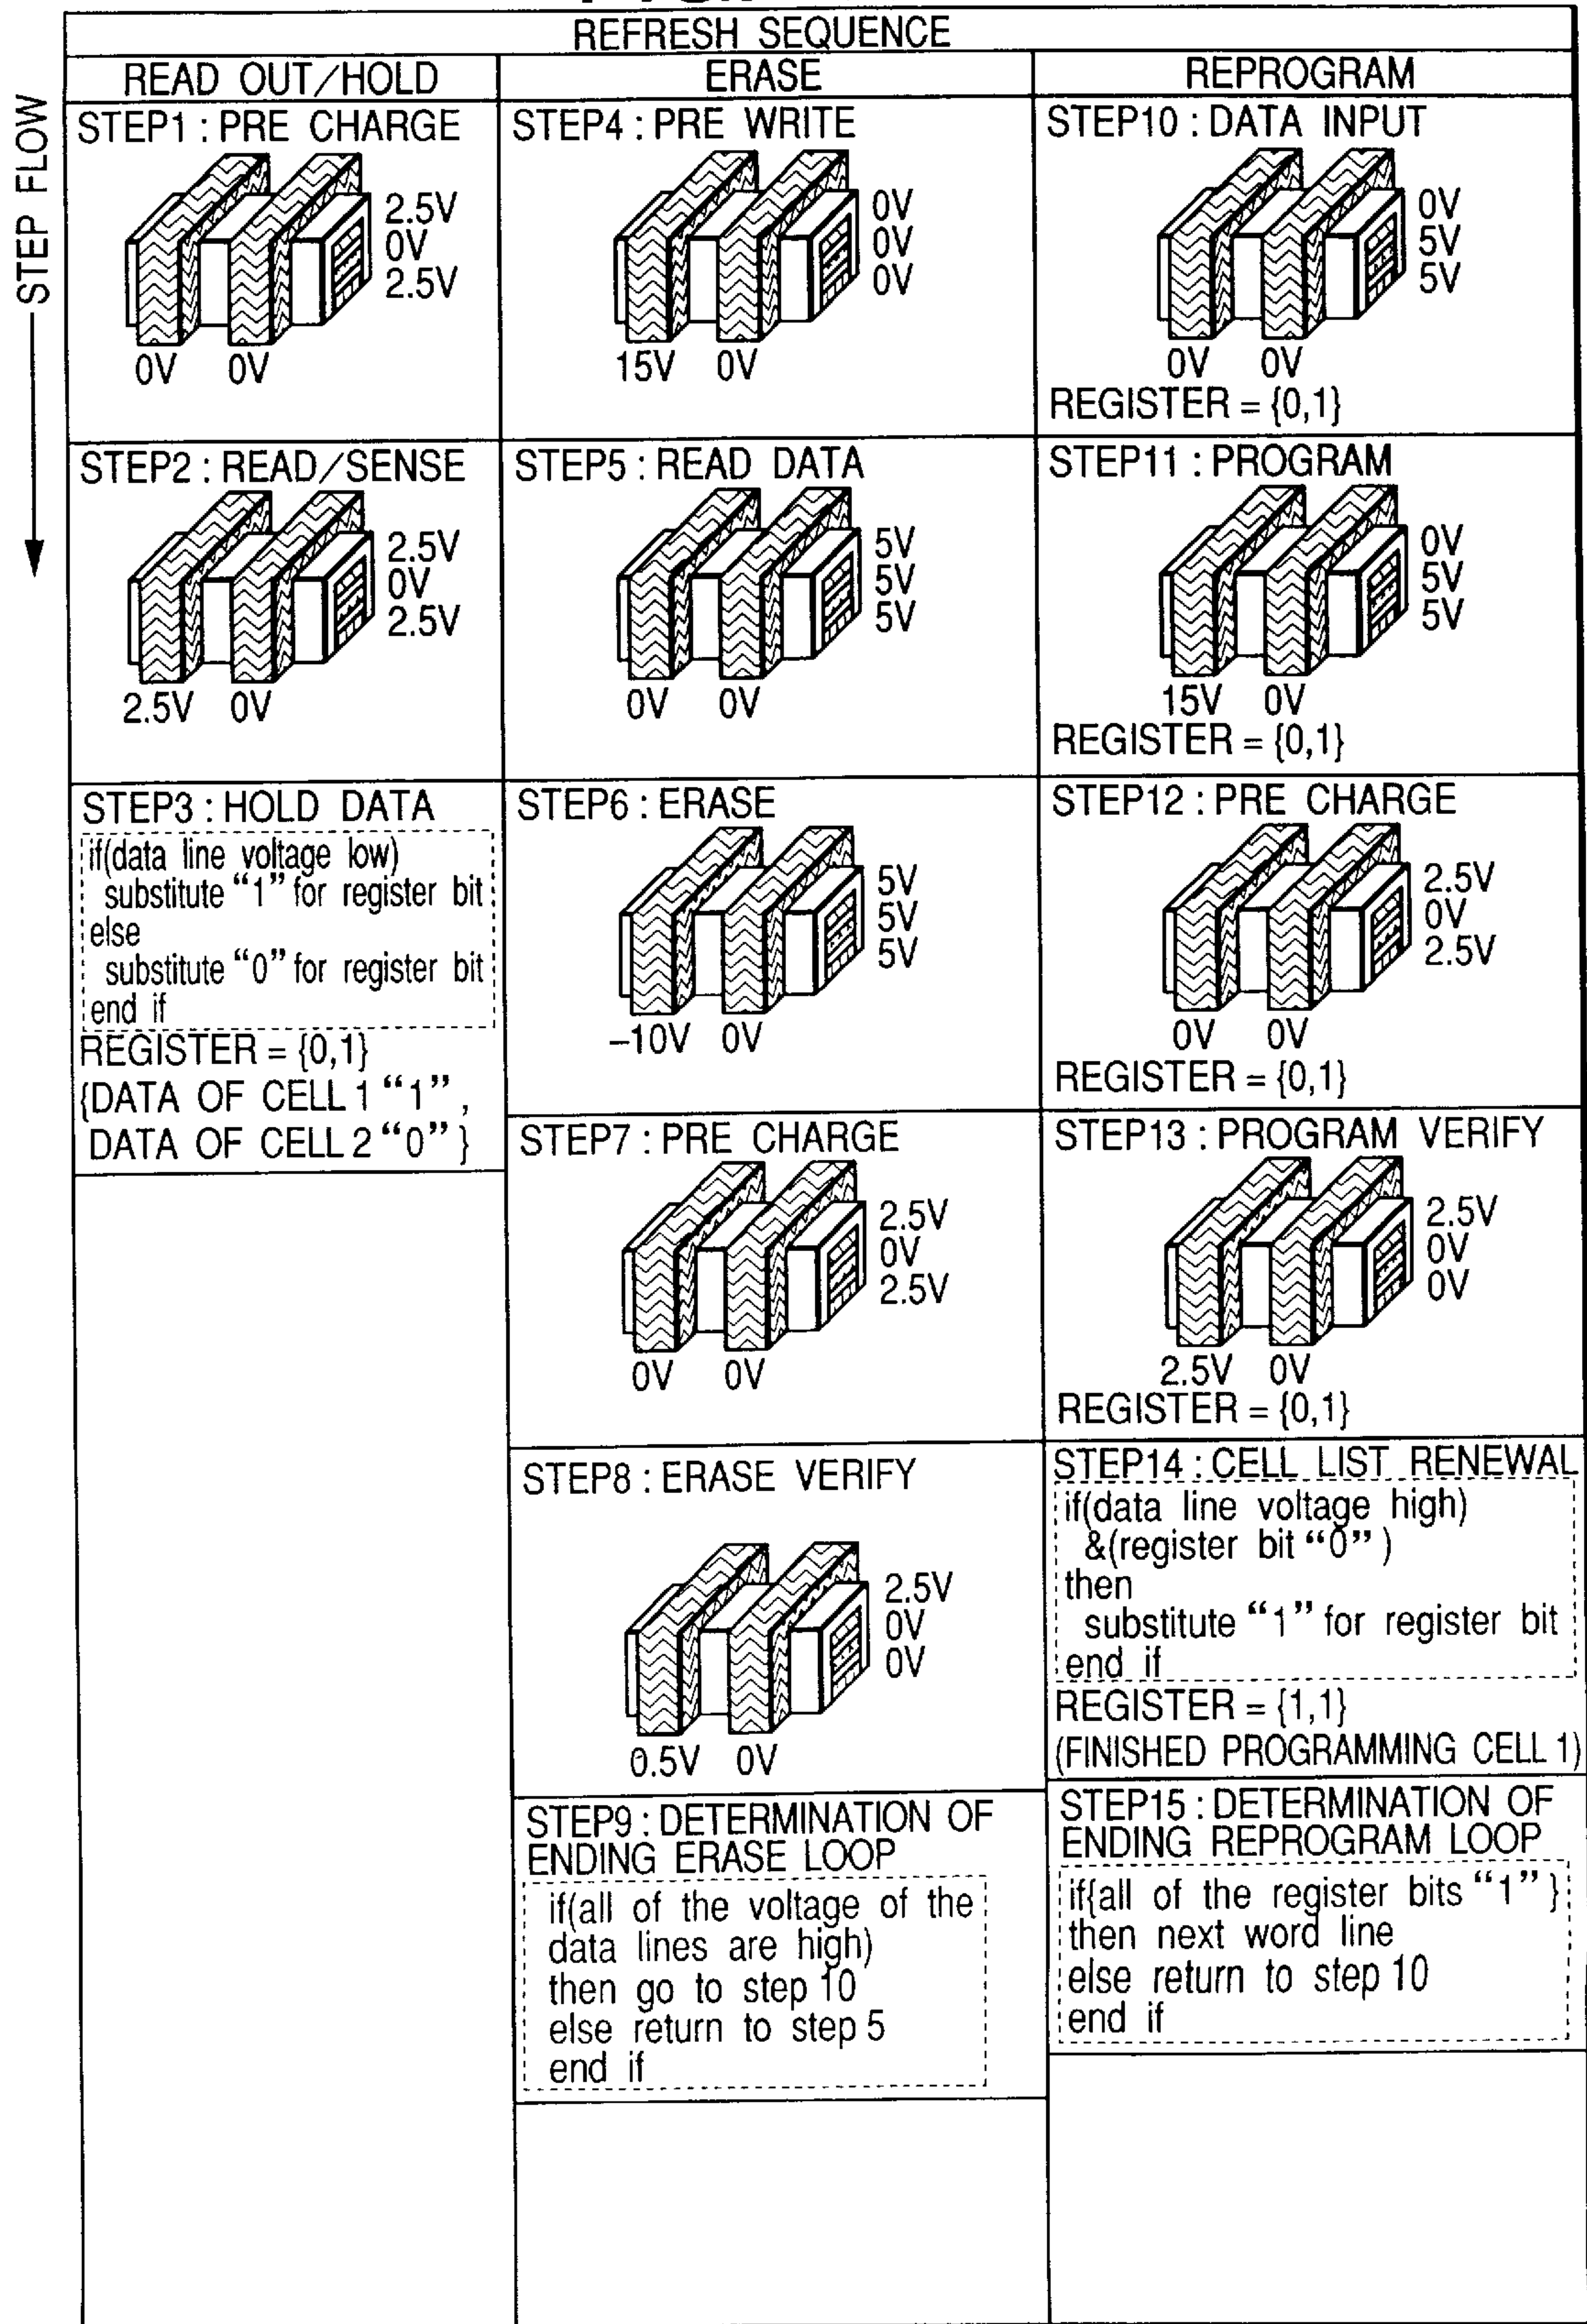 REFRESH SEQUENCE
STEP FLOW
READ OUT/HOLD
STEP1 : PRE CHARGE
2.5V
0V
2.5V
0V 0V
STEP2 : READ/SENSE
2.5V
0V
2.5V
2.5V 0V
STEP3 : HOLD DATA
if(data line voltage low)
substitute “1” for register bit
else
substitute “0” for register bit
end if
REGISTER = {0,1}
{DATA OF CELL 1 “1”,
DATA OF CELL 2 “0”}
ERASE
STEP4 : PRE WRITE
0V
0V
0V
15V 0V
STEP5 : READ DATA
5V
5V
5V
0V 0V
STEP6 : ERASE
5V
5V
5V
–10V 0V
STEP7 : PRE CHARGE
2.5V
0V
2.5V
0V 0V
STEP8 : ERASE VERIFY
2.5V
0V
0V
0.5V 0V
STEP9 : DETERMINATION OF
ENDING ERASE LOOP
if(all of the voltage of the
data lines are high)
then go to step 10
else return to step 5
end if
REPROGRAM
STEP10 : DATA INPUT
0V
5V
5V
0V 0V
REGISTER = {0,1}
STEP11 : PROGRAM
0V
5V
5V
15V 0V
REGISTER = {0,1}
STEP12 : PRE CHARGE
2.5V
0V
2.5V
0V 0V
REGISTER = {0,1}
STEP13 : PROGRAM VERIFY
2.5V
0V
0V
2.5V 0V
REGISTER = {0,1}
STEP14 : CELL LIST RENEWAL
if(data line voltage high)
&(register bit “0”)
then
substitute “1” for register bit
end if
REGISTER = {1,1}
(FINISHED PROGRAMMING CELL 1)
STEP15 : DETERMINATION OF
ENDING REPROGRAM LOOP
if{all of the register bits “1”}
then next word line
else return to step 10
end if